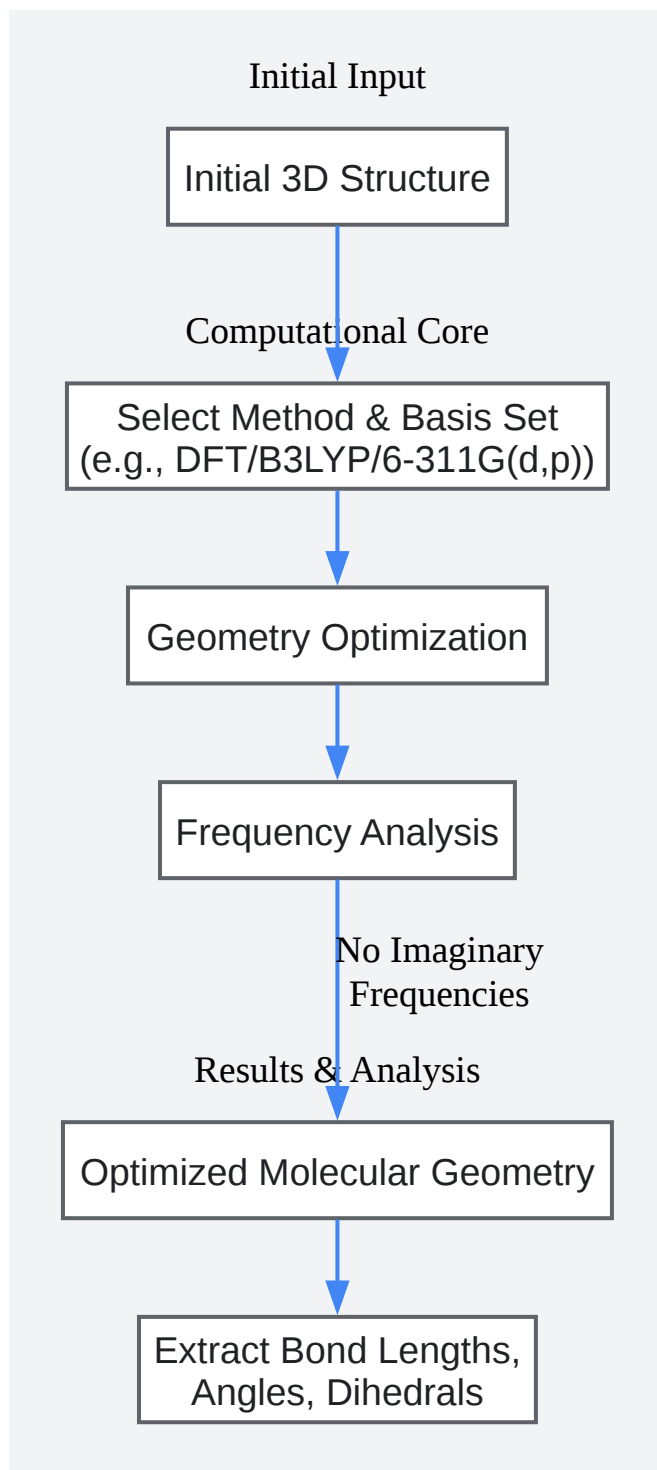 Initial Input
Initial 3D Structure
Computational Core
Select Method & Basis Set
(e.g., DFT/B3LYP/6-311G(d,p))
Geometry Optimization
Frequency Analysis
No Imaginary
Frequencies
Results & Analysis
Optimized Molecular Geometry
Extract Bond Lengths,
Angles, Dihedrals